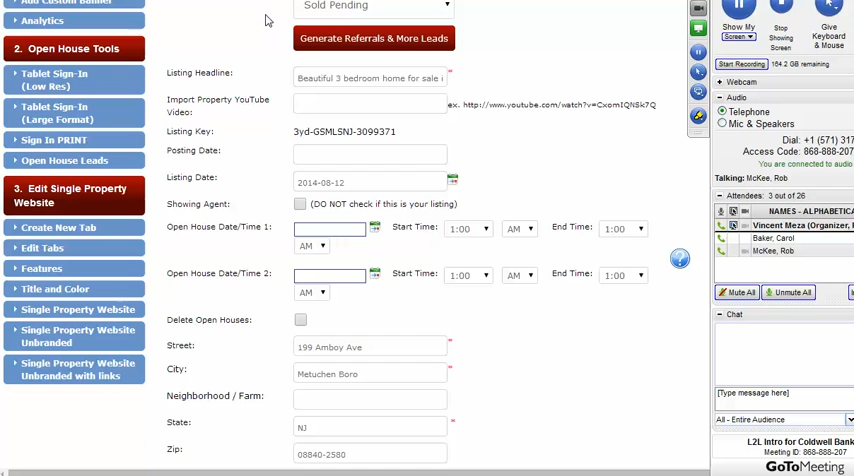 Add Custom Banner
Analytics
2. Open House Tools
Tablet Sign-In
(Low Res)
Tablet Sign-In
(Large Format)
Sign In PRINT
Open House Leads
3. Edit Single Property
Website
Create New Tab
Edit Tabs
Features
Title and Color
Single Property Website
Single Property Website
Unbranded
Single Property Website
Unbranded with links
Sold Pending
Generate Referrals & More Leads
Listing Headline:
Beautiful 3 bedroom home for sale i
*
Import Property YouTube
Video:
ex. http://www.youtube.com/watch?v=CxomIQNSk7Q
Listing Key:
3yd-GSMLSNJ-3099371
Posting Date:
Listing Date:
2014-08-12
Showing Agent:
(DO NOT check if this is your listing)
Open House Date/Time 1:
Start Time:
1:00
AM
End Time:
1:00
AM
Open House Date/Time 2:
Start Time:
1:00
AM
End Time:
1:00
AM
Delete Open Houses:
Street:
199 Amboy Ave
*
City:
Metuchen Boro
*
Neighborhood / Farm:
State:
NJ
*
Zip:
08840-2580
*
?
Show My
Screen
Stop
Showing
Screen
Give
Keyboard
& Mouse
Start Recording
164.2 GB remaining
Webcam
Audio
Telephone
Mic & Speakers
Dial: +1 (571) 317
Access Code: 868-888-207
You are connected to audio
Talking: McKee, Rob
Attendees: 3 out of 26
NAMES - ALPHABETICA
Vincent Meza (Organizer, P
Baker, Carol
McKee, Rob
Mute All
Unmute All
Chat
[Type message here]
All - Entire Audience
L2L Intro for Coldwell Bank
Meeting ID: 868-888-207
GoToMeeting